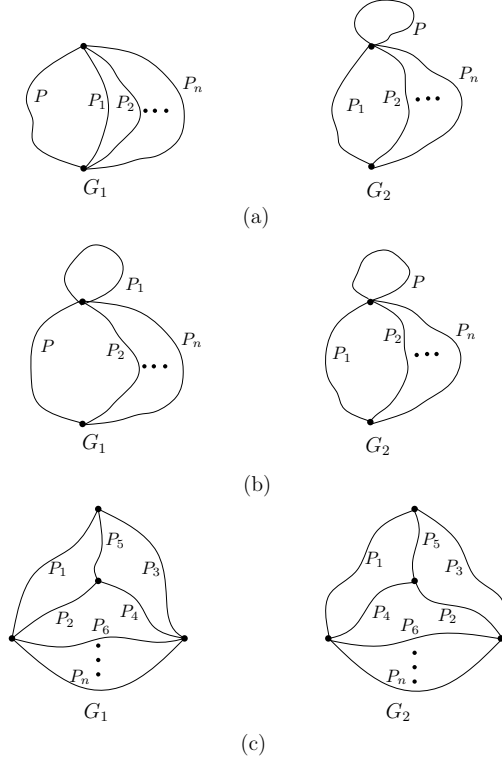 P P₁ P₂ Pₙ
G₁
P P₁ P₂ Pₙ
G₂
(a)
P₁ P P₂ Pₙ
G₁
P P₁ P₂ Pₙ
G₂
(b)
P₁ P₅ P₃ P₂ P₄ P₆ Pₙ
G₁
P₁ P₅ P₃ P₄ P₂ P₆ Pₙ
G₂
(c)